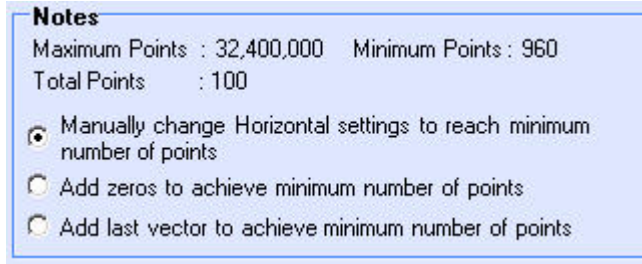 Notes
Maximum Points : 32,400,000 Minimum Points : 960
Total Points : 100
Manually change Horizontal settings to reach minimum
number of points
Add zeros to achieve minimum number of points
Add last vector to achieve minimum number of points